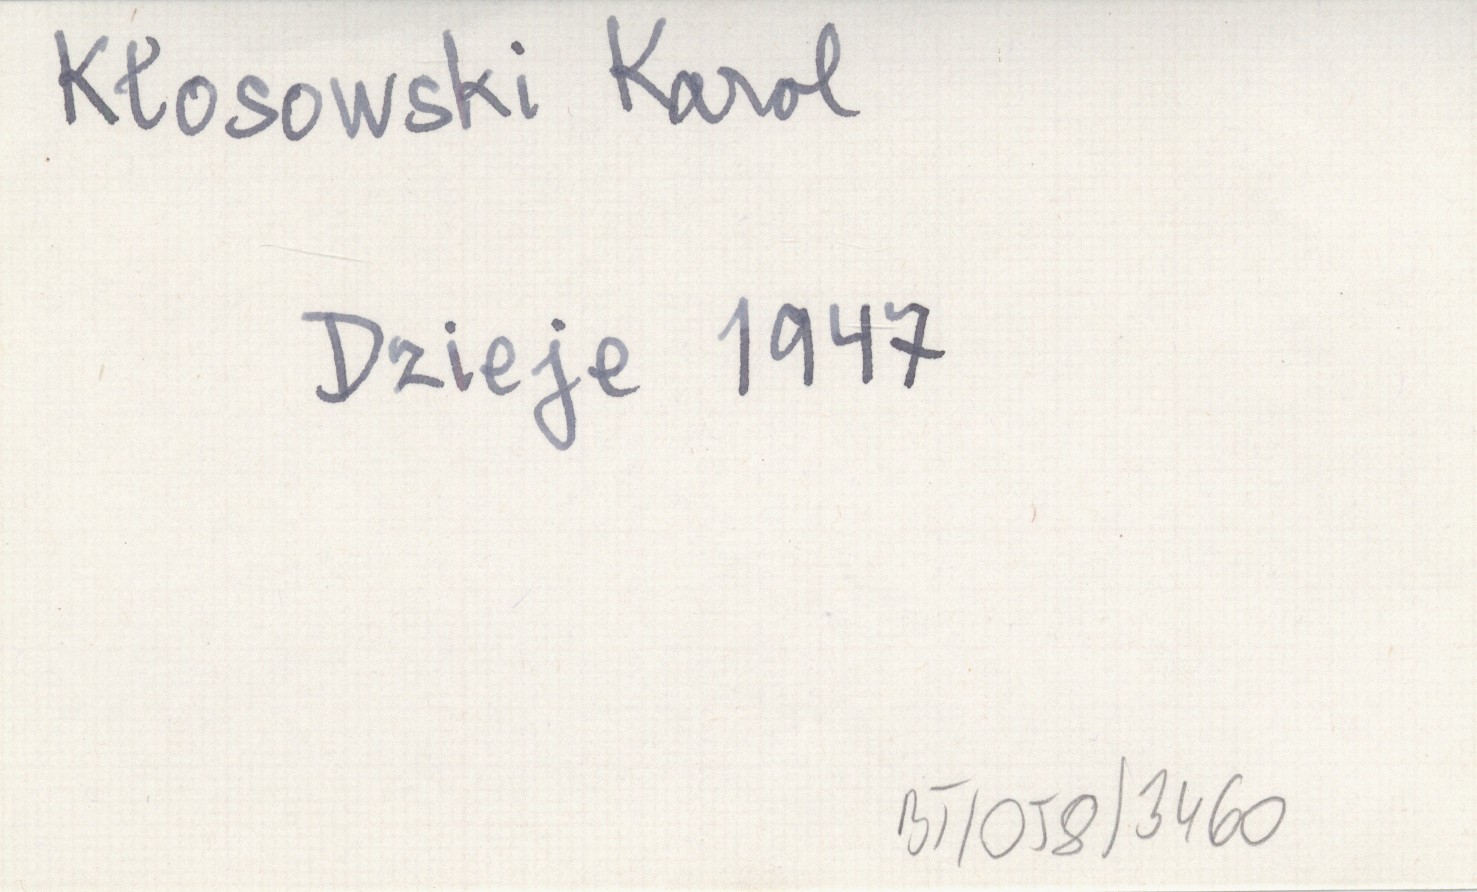 Kłosowski Karol
Dzieje 1947
BT/058/3460